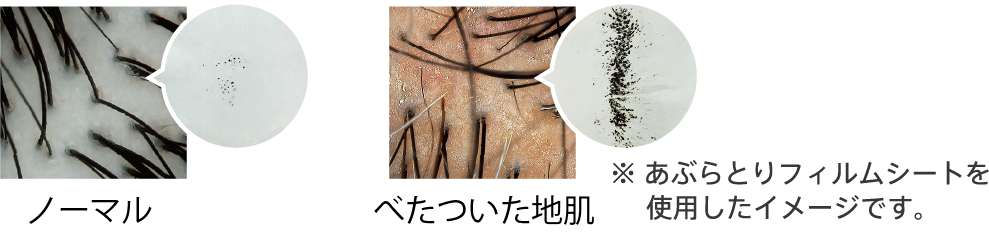 ノーマル
べたついた地肌
※ あぶらとりフィルムシートを
使用したイメージです。